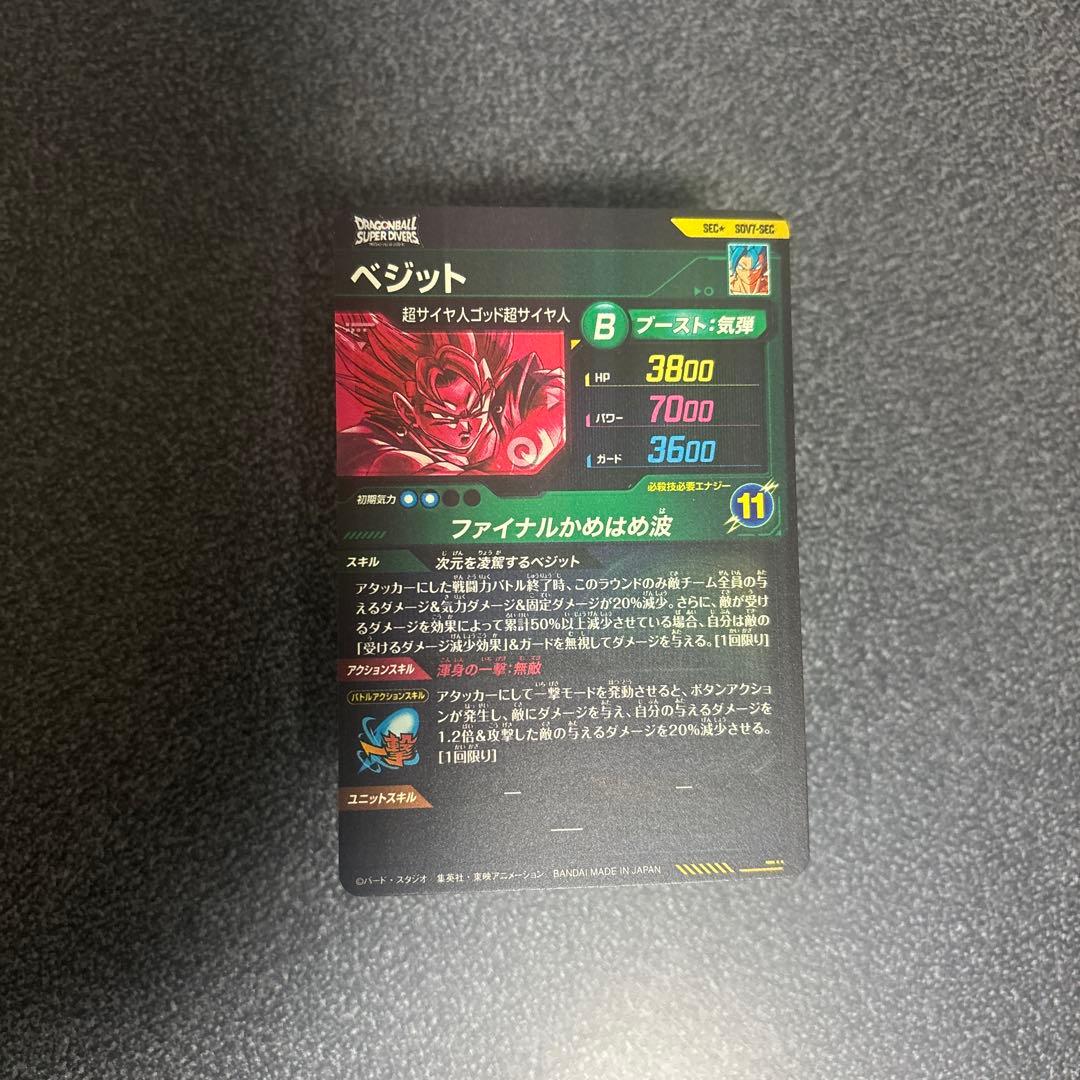 DRAGONBALL
SUPER DIVERS
SEC★ SDV7-SEC
ベジット
超サイヤ人ゴッド超サイヤ人
B ブースト:気弾
HP 3800
パワー 7000
ガード 3600
初期気力
必殺技必要エナジー
11
ファイナルかめはめ波
スキル 次元を凌駕するベジット
アタッカーにした戦闘力バトル終了時、このラウンドのみ敵チーム全員の与
えるダメージ&気力ダメージ&固定ダメージが20%減少。さらに、敵が受け
るダメージを効果によって累計50%以上減少させている場合、自分は敵の
[受けるダメージ減少効果]&ガードを無視してダメージを与える。[1回限り]
アクションスキル 渾身の一撃:無敵
バトルアクションスキル
一撃
アタッカーにして一撃モードを発動させると、ボタンアクショ
ンが発生し、敵にダメージを与え、自分の与えるダメージを
1.2倍&攻撃した敵の与えるダメージを20%減少させる。
[1回限り]
ユニットスキル
©バード・スタジオ/集英社・東映アニメーション BANDAI MADE IN JAPAN